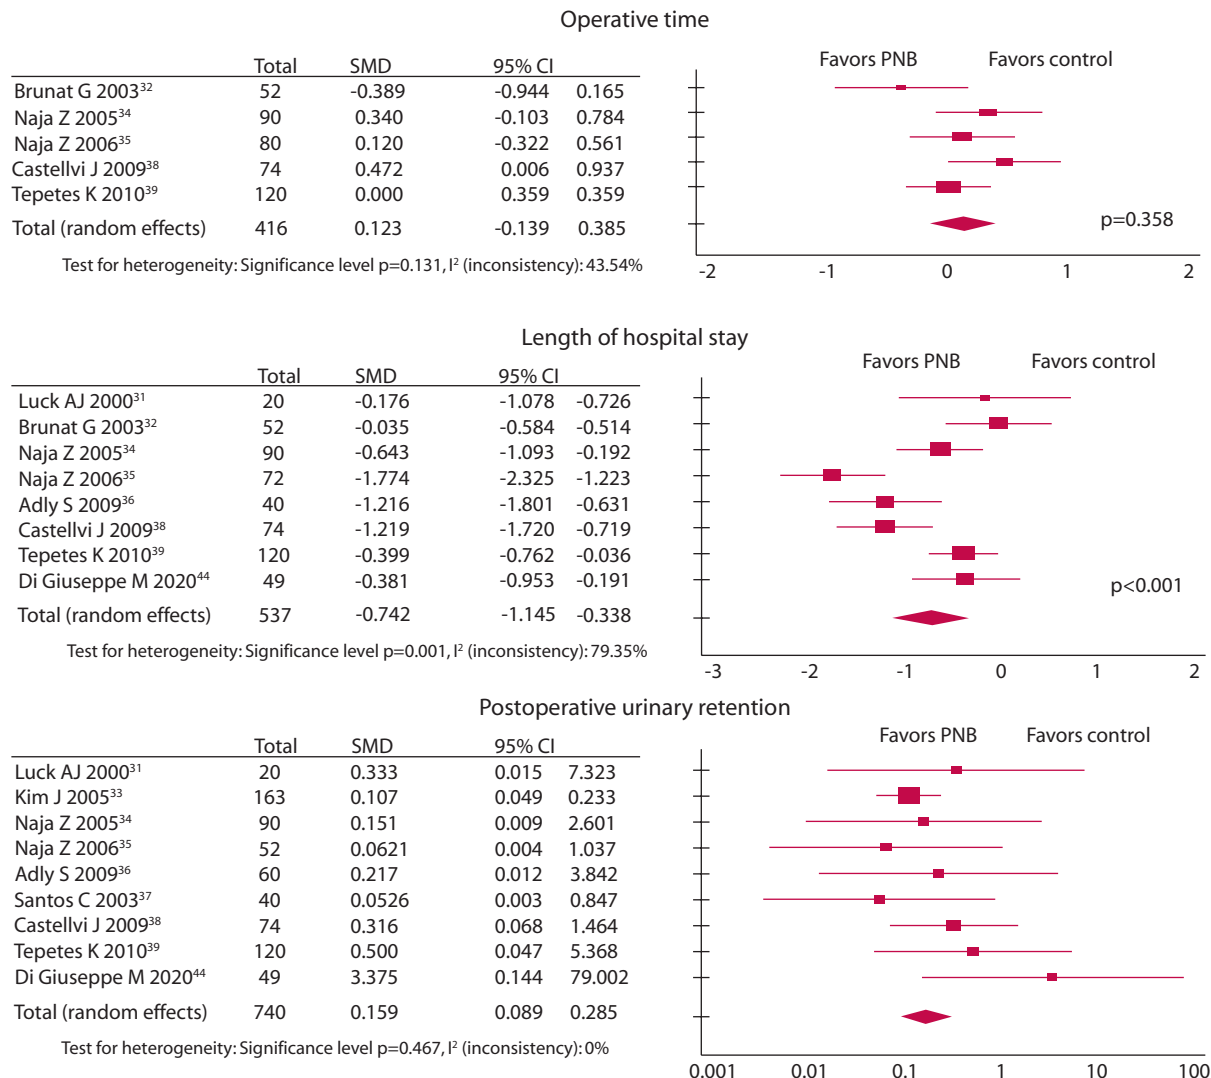 Operative time
Total SMD 95% CI
Favors PNB Favors control
Brunat G 2003³² 52 -0.389 -0.944 0.165
Naja Z 2005³⁴ 90 0.340 -0.103 0.784
Naja Z 2006³⁵ 80 0.120 -0.322 0.561
Castellvi J 2009³⁸ 74 0.472 0.006 0.937
Tepetes K 2010³⁹ 120 0.000 0.359 0.359
Total (random effects) 416 0.123 -0.139 0.385
p=0.358
Test for heterogeneity: Significance level p=0.131, I² (inconsistency): 43.54%
-2 -1 0 1 2
Length of hospital stay
Total SMD 95% CI
Favors PNB Favors control
Luck AJ 2000³¹ 20 -0.176 -1.078 -0.726
Brunat G 2003³² 52 -0.035 -0.584 -0.514
Naja Z 2005³⁴ 90 -0.643 -1.093 -0.192
Naja Z 2006³⁵ 72 -1.774 -2.325 -1.223
Adly S 2009³⁶ 40 -1.216 -1.801 -0.631
Castellvi J 2009³⁸ 74 -1.219 -1.720 -0.719
Tepetes K 2010³⁹ 120 -0.399 -0.762 -0.036
Di Giuseppe M 2020⁴⁴ 49 -0.381 -0.953 -0.191
p<0.001
Total (random effects) 537 -0.742 -1.145 -0.338
Test for heterogeneity: Significance level p=0.001, I² (inconsistency): 79.35%
-3 -2 -1 0 1 2
Postoperative urinary retention
Total SMD 95% CI
Favors PNB Favors control
Luck AJ 2000³¹ 20 0.333 0.015 7.323
Kim J 2005³³ 163 0.107 0.049 0.233
Naja Z 2005³⁴ 90 0.151 0.009 2.601
Naja Z 2006³⁵ 52 0.0621 0.004 1.037
Adly S 2009³⁶ 60 0.217 0.012 3.842
Santos C 2003³⁷ 40 0.0526 0.003 0.847
Castellvi J 2009³⁸ 74 0.316 0.068 1.464
Tepetes K 2010³⁹ 120 0.500 0.047 5.368
Di Giuseppe M 2020⁴⁴ 49 3.375 0.144 79.002
Total (random effects) 740 0.159 0.089 0.285
Test for heterogeneity: Significance level p=0.467, I² (inconsistency): 0%
0.001 0.01 0.1 1 10 100